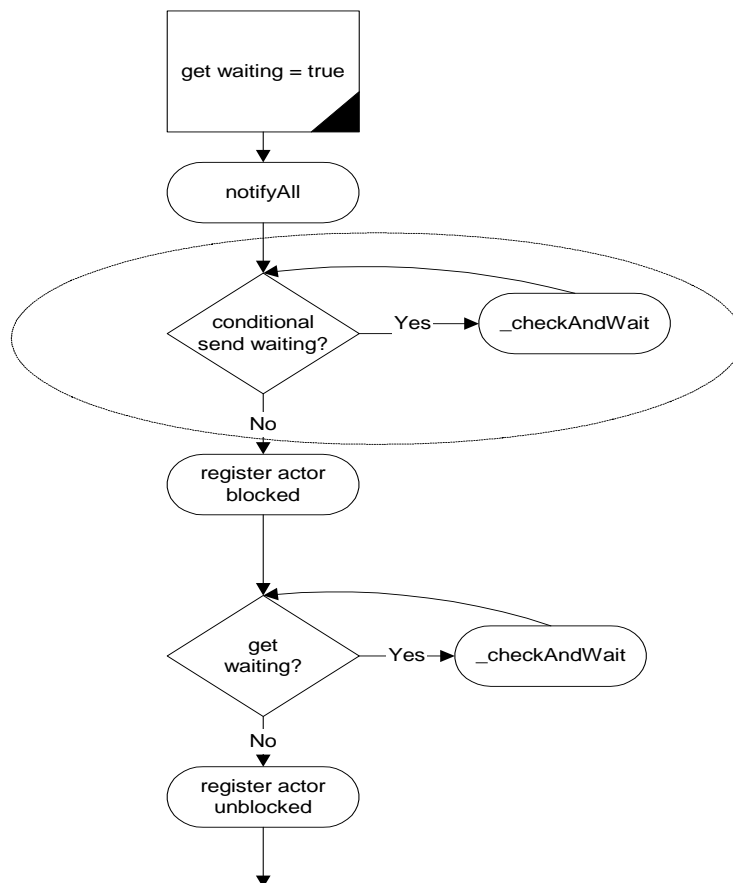 get waiting = true
notifyAll
conditional
send waiting?
Yes
_checkAndWait
No
register actor
blocked
get
waiting?
Yes
_checkAndWait
No
register actor
unblocked